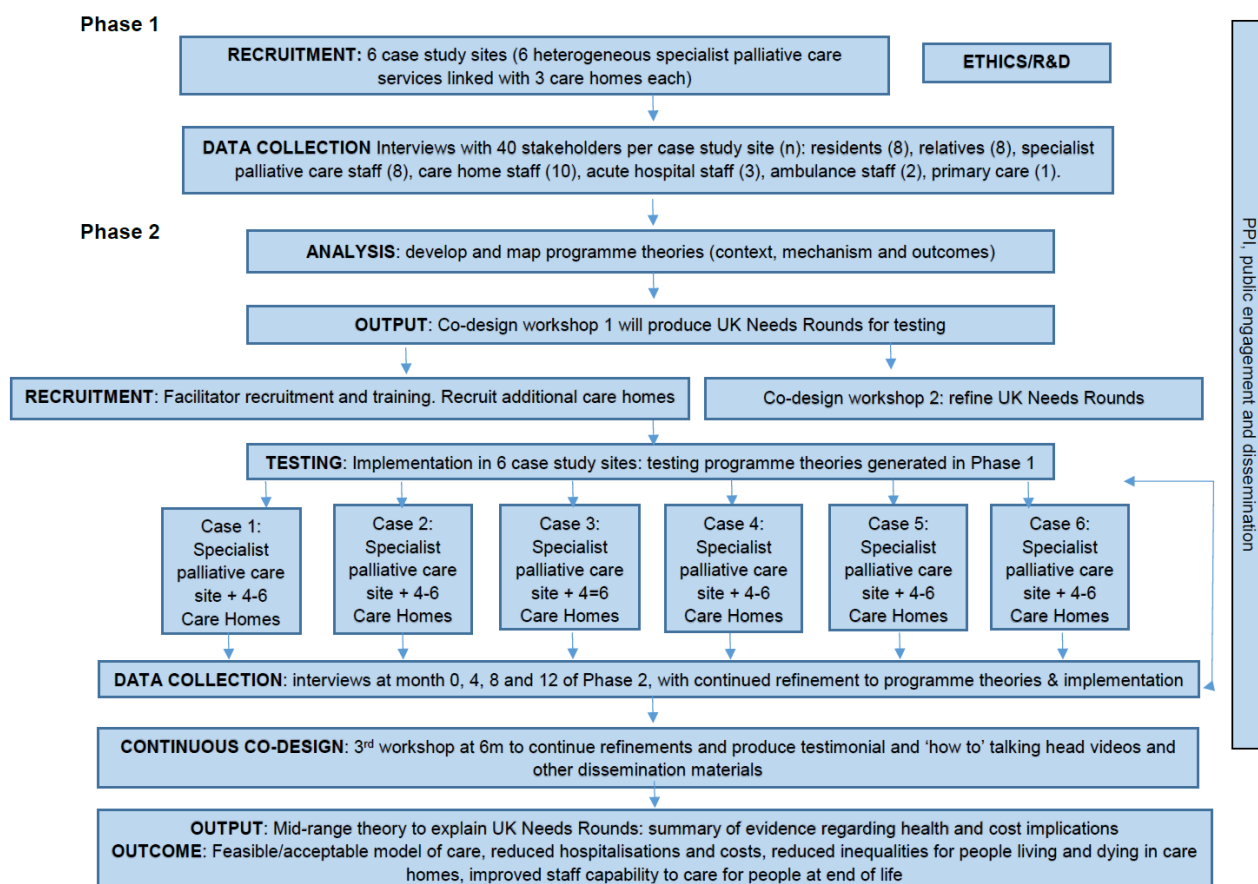 Phase 1
RECRUITMENT: 6 case study sites (6 heterogeneous specialist palliative care
services linked with 3 care homes each)
ETHICS/R&D
DATA COLLECTION Interviews with 40 stakeholders per case study site (n): residents (8), relatives (8), specialist
palliative care staff (8), care home staff (10), acute hospital staff (3), ambulance staff (2), primary care (1).
Phase 2
ANALYSIS: develop and map programme theories (context, mechanism and outcomes)
OUTPUT: Co-design workshop 1 will produce UK Needs Rounds for testing
RECRUITMENT: Facilitator recruitment and training. Recruit additional care homes
Co-design workshop 2: refine UK Needs Rounds
TESTING: Implementation in 6 case study sites: testing programme theories generated in Phase 1
Case 1:
Specialist
palliative care
site + 4-6
Care Homes
Case 2:
Specialist
palliative care
site + 4-6
Care Homes
Case 3:
Specialist
palliative care
site + 4=6
Care Homes
Case 4:
Specialist
palliative care
site + 4-6
Care Homes
Case 5:
Specialist
palliative care
site + 4-6
Care Homes
Case 6:
Specialist
palliative care
site + 4-6
Care Homes
DATA COLLECTION: interviews at month 0, 4, 8 and 12 of Phase 2, with continued refinement to programme theories & implementation
CONTINUOUS CO-DESIGN: 3rd workshop at 6m to continue refinements and produce testimonial and ‘how to’ talking head videos and
other dissemination materials
OUTPUT: Mid-range theory to explain UK Needs Rounds: summary of evidence regarding health and cost implications
OUTCOME: Feasible/acceptable model of care, reduced hospitalisations and costs, reduced inequalities for people living and dying in care
homes, improved staff capability to care for people at end of life
PPI, public engagement and dissemination